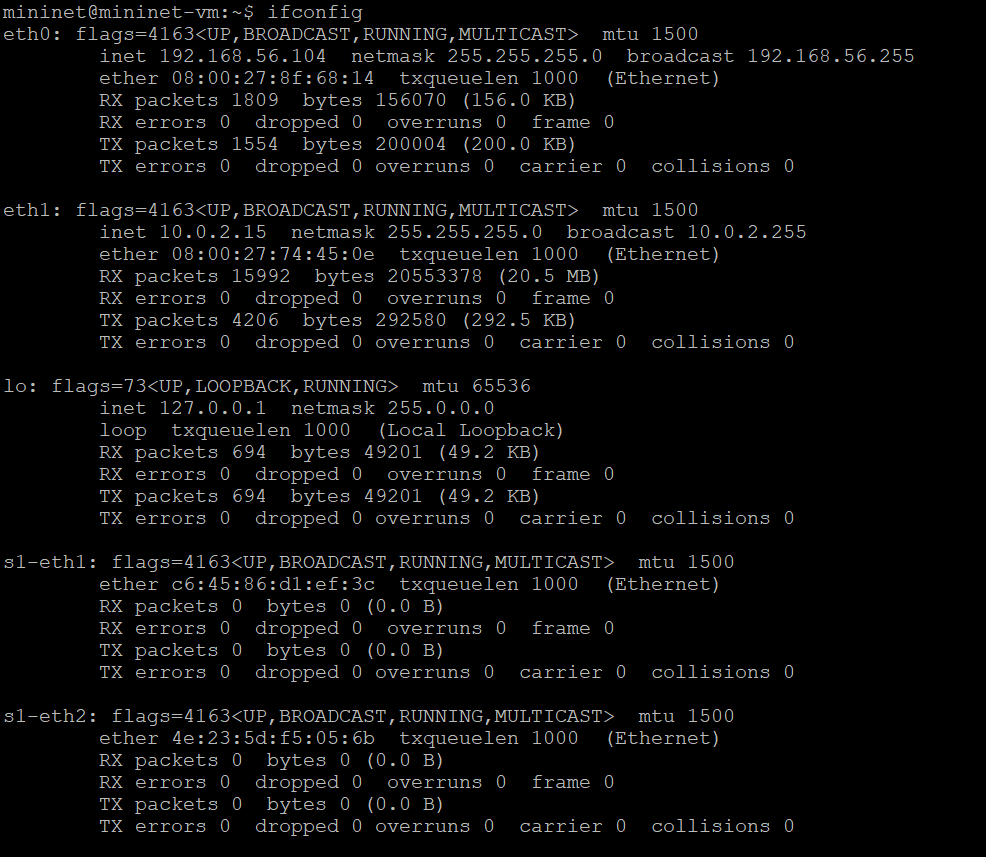 mininet@mininet-vm:~$ ifconfig
eth0: flags=4163<UP,BROADCAST,RUNNING,MULTICAST>  mtu 1500
        inet 192.168.56.104  netmask 255.255.255.0  broadcast 192.168.56.255
        ether 08:00:27:8f:68:14  txqueuelen 1000  (Ethernet)
        RX packets 1809  bytes 156070 (156.0 KB)
        RX errors 0  dropped 0  overruns 0  frame 0
        TX packets 1554  bytes 200004 (200.0 KB)
        TX errors 0  dropped 0 overruns 0  carrier 0  collisions 0

eth1: flags=4163<UP,BROADCAST,RUNNING,MULTICAST>  mtu 1500
        inet 10.0.2.15  netmask 255.255.255.0  broadcast 10.0.2.255
        ether 08:00:27:74:45:0e  txqueuelen 1000  (Ethernet)
        RX packets 15992  bytes 20553378 (20.5 MB)
        RX errors 0  dropped 0  overruns 0  frame 0
        TX packets 4206  bytes 292580 (292.5 KB)
        TX errors 0  dropped 0 overruns 0  carrier 0  collisions 0

lo: flags=73<UP,LOOPBACK,RUNNING>  mtu 65536
        inet 127.0.0.1  netmask 255.0.0.0
        loop  txqueuelen 1000  (Local Loopback)
        RX packets 694  bytes 49201 (49.2 KB)
        RX errors 0  dropped 0  overruns 0  frame 0
        TX packets 694  bytes 49201 (49.2 KB)
        TX errors 0  dropped 0 overruns 0  carrier 0  collisions 0

s1-eth1: flags=4163<UP,BROADCAST,RUNNING,MULTICAST>  mtu 1500
        ether c6:45:86:d1:ef:3c  txqueuelen 1000  (Ethernet)
        RX packets 0  bytes 0 (0.0 B)
        RX errors 0  dropped 0  overruns 0  frame 0
        TX packets 0  bytes 0 (0.0 B)
        TX errors 0  dropped 0 overruns 0  carrier 0  collisions 0

s1-eth2: flags=4163<UP,BROADCAST,RUNNING,MULTICAST>  mtu 1500
        ether 4e:23:5d:f5:05:6b  txqueuelen 1000  (Ethernet)
        RX packets 0  bytes 0 (0.0 B)
        RX errors 0  dropped 0  overruns 0  frame 0
        TX packets 0  bytes 0 (0.0 B)
        TX errors 0  dropped 0 overruns 0  carrier 0  collisions 0